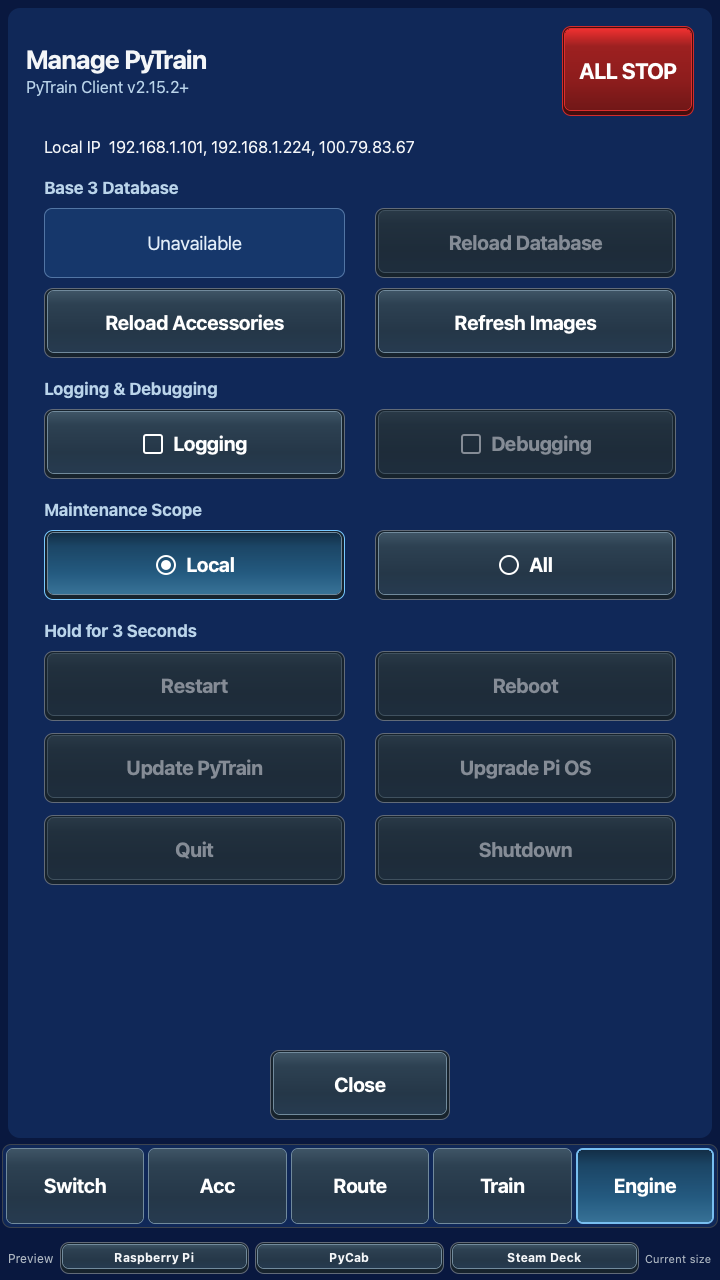 Manage PyTrain
PyTrain Client v2.15.2+
ALL STOP
Local IP 192.168.1.101, 192.168.1.224, 100.79.83.67
Base 3 Database
Unavailable
Reload Database
Reload Accessories
Refresh Images
Logging & Debugging
Logging
Debugging
Maintenance Scope
Local
All
Hold for 3 Seconds
Restart
Reboot
Update PyTrain
Upgrade Pi OS
Quit
Shutdown
Close
Switch
Acc
Route
Train
Engine
Preview
Raspberry Pi
PyCab
Steam Deck
Current size